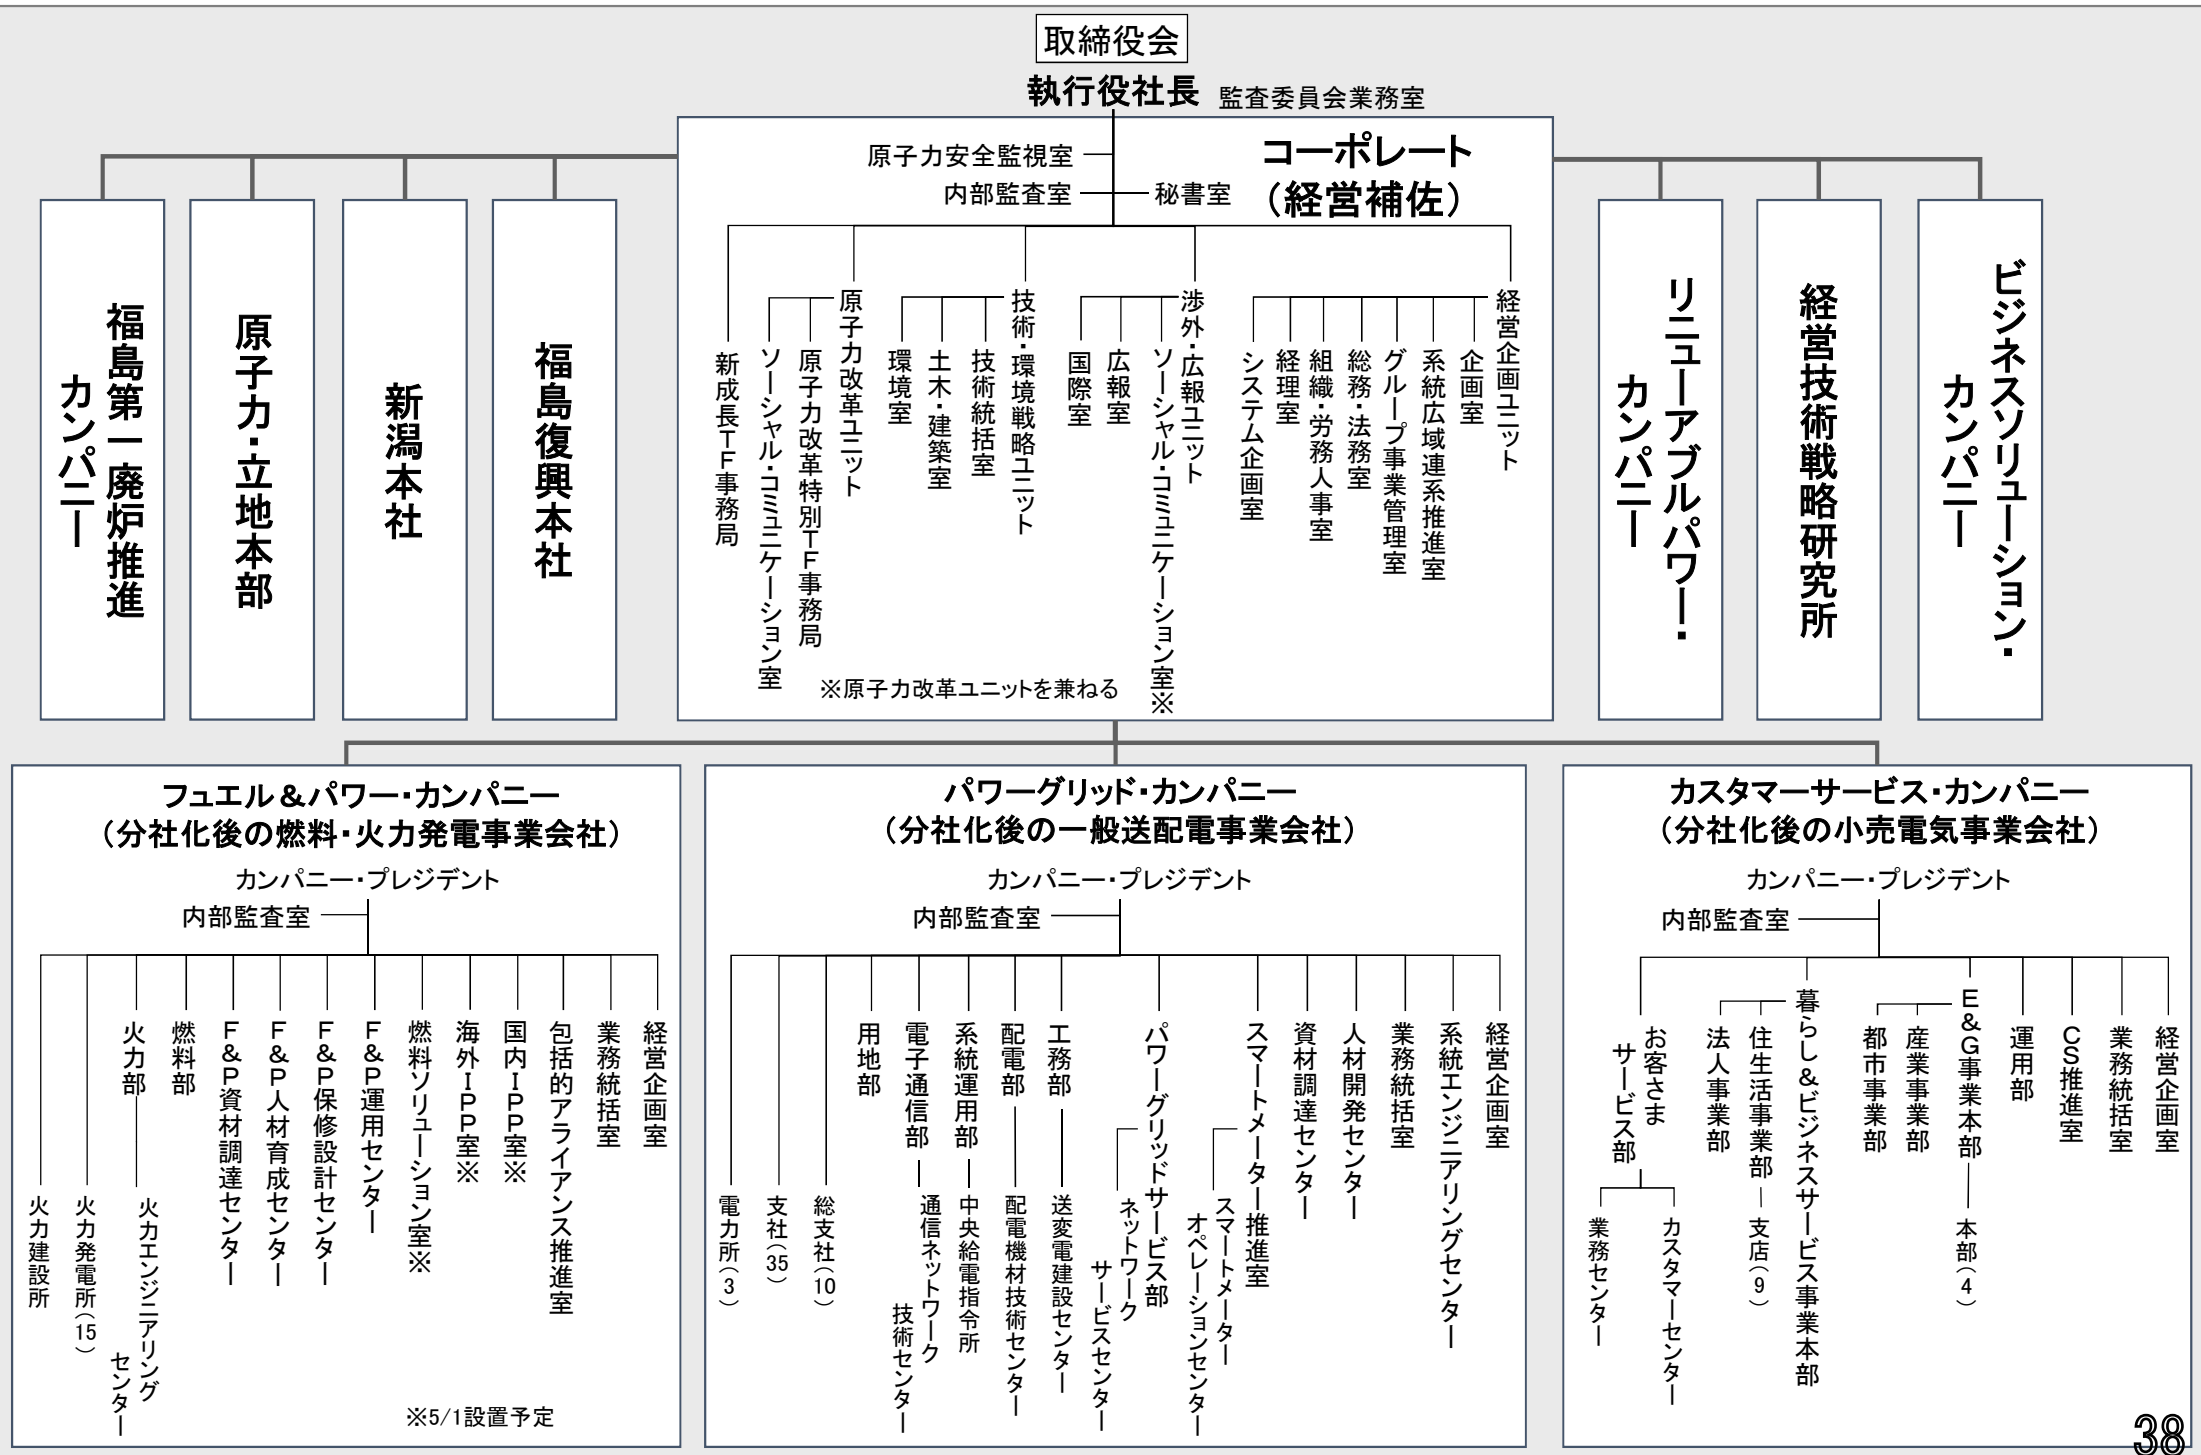 取締役会
執行役社長
監査委員会業務室
コーポレート
（経営補佐）
原子力安全監視室
内部監査室
秘書室
新成長TF事務局
原子力改革ユニット
ソーシャル・コミュニケーション室
原子力改革特別TF事務局
技術・環境戦略ユニット
環境室
土木・建築室
技術統括室
渉外・広報ユニット
国際室
広報室
ソーシャル・コミュニケーション室※
経営企画ユニット
システム企画室
経理室
組織・労務人事室
総務・法務室
グループ事業管理室
系統広域連系推進室
企画室
※原子力改革ユニットを兼ねる
福島第一廃炉推進
カンパニー
原子力・立地本部
新潟本社
福島復興本社
リニューアブルパワー・
カンパニー
経営技術戦略研究所
ビジネスソリューション・
カンパニー
フュエル＆パワー・カンパニー
（分社化後の燃料・火力発電事業会社）
カンパニー・プレジデント
内部監査室
火力建設所
火力発電所（15）
火力部
火力エンジニアリング
センター
燃料部
F&P資材調達センター
F&P人材育成センター
F&P保修設計センター
F&P運用センター
燃料ソリューション室※
海外IPP室※
国内IPP室※
包括的アライアンス推進室
業務統括室
経営企画室
※5/1設置予定
パワーグリッド・カンパニー
（分社化後の一般送配電事業会社）
カンパニー・プレジデント
内部監査室
電力所（3）
支社（35）
総支社（10）
用地部
電子通信部
通信ネットワーク
技術センター
系統運用部
中央給電指令所
配電部
配電機材技術センター
工務部
送変電建設センター
パワーグリッドサービス部
ネットワーク
サービスセンター
スマートメーター推進室
スマートメーター
オペレーションセンター
資材調達センター
人材開発センター
業務統括室
系統エンジニアリングセンター
経営企画室
カスタマーサービス・カンパニー
（分社化後の小売電気事業会社）
カンパニー・プレジデント
内部監査室
お客さま
サービス部
業務センター
カスタマーセンター
暮らし＆ビジネスサービス事業本部
法人事業部
住生活事業部
支店（9）
E&G事業本部
都市事業部
産業事業部
本部（4）
運用部
CS推進室
業務統括室
経営企画室
38